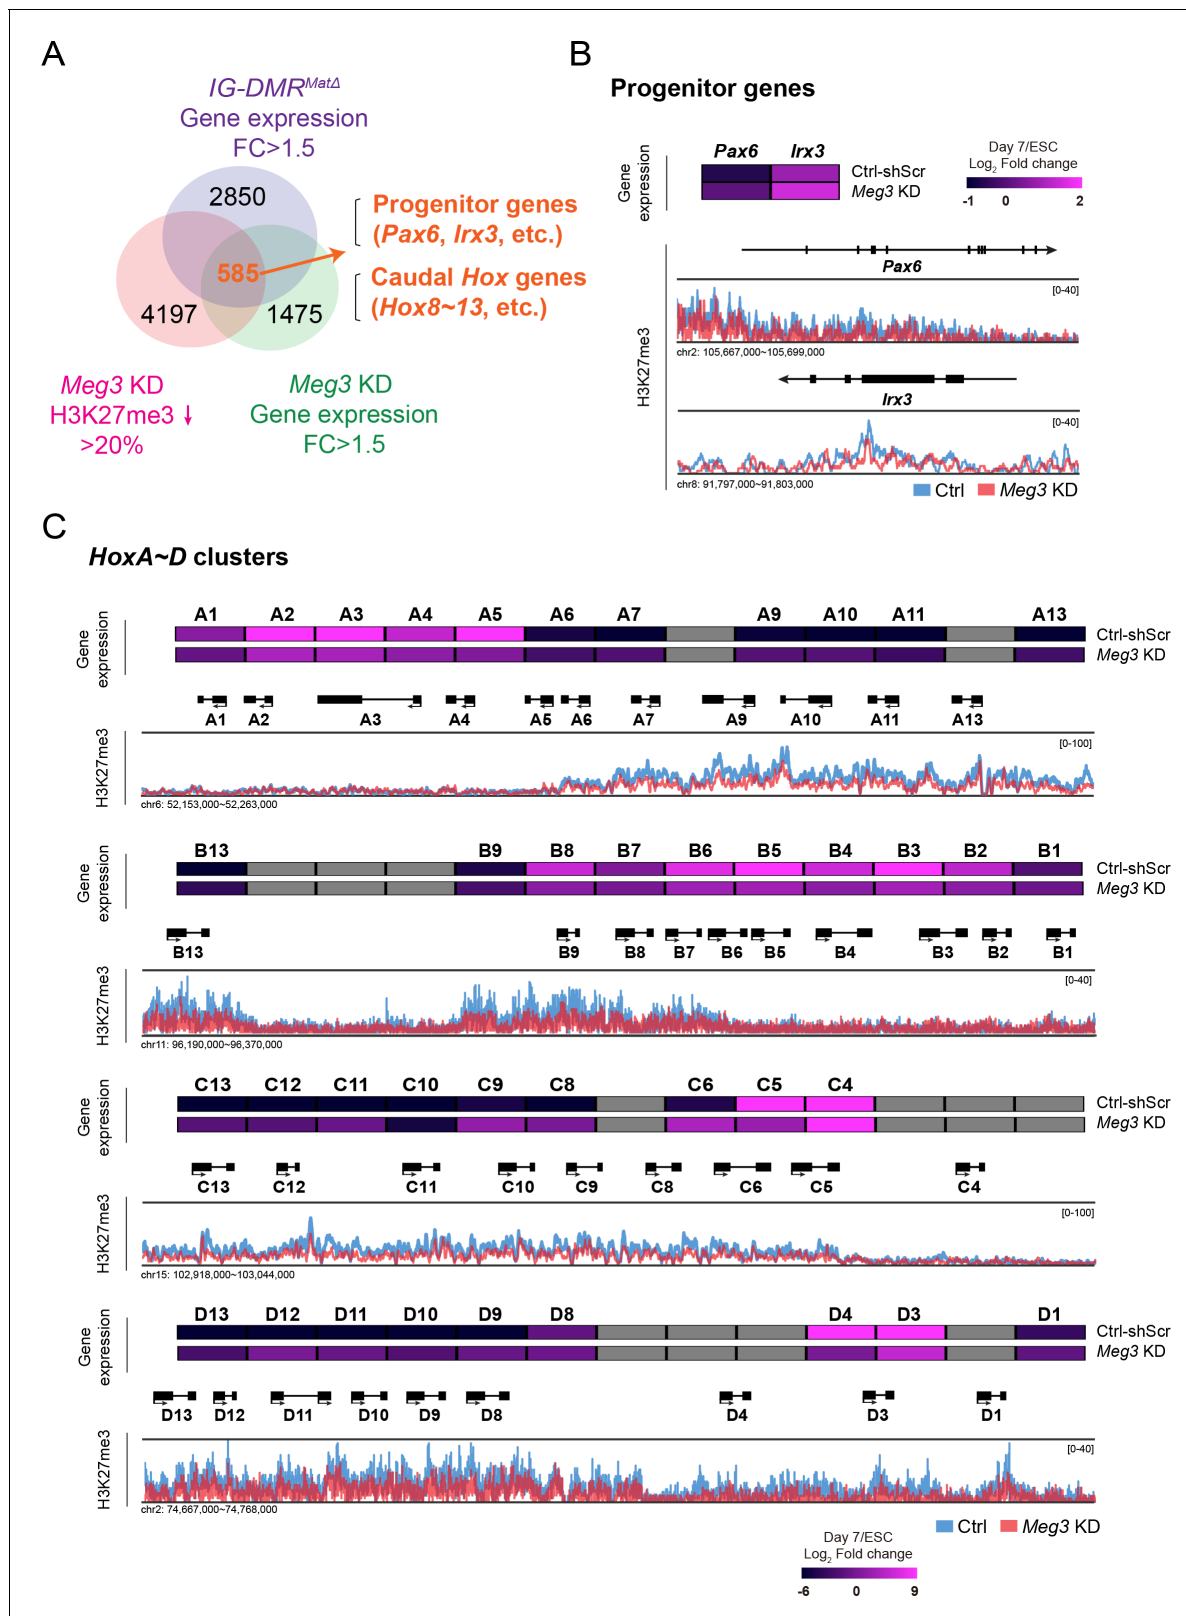 A
IG-DMR^MatΔ
Gene expression
FC>1.5
2850
585
4197
1475
Progenitor genes
(Pax6, Irx3, etc.)
Caudal Hox genes
(Hox8~13, etc.)
Meg3 KD
H3K27me3 ↓
>20%
Meg3 KD
Gene expression
FC>1.5
B
Progenitor genes
Gene
expression
Pax6 Irx3
Ctrl-shScr
Meg3 KD
Day 7/ESC
Log2 Fold change
-1 0 2
H3K27me3
Pax6
[0-40]
chr2: 105,667,000~105,699,000
Irx3
[0-40]
chr8: 91,797,000~91,803,000
Ctrl Meg3 KD
C
HoxA~D clusters
Gene
expression
A1 A2 A3 A4 A5 A6 A7 A9 A10 A11 A13
Ctrl-shScr
Meg3 KD
A1 A2 A3 A4 A5 A6 A7 A9 A10 A11 A13
H3K27me3
[0-100]
chr6: 52,153,000~52,263,000
Gene
expression
B13 B9 B8 B7 B6 B5 B4 B3 B2 B1
Ctrl-shScr
Meg3 KD
B13 B9 B8 B7 B6 B5 B4 B3 B2 B1
H3K27me3
[0-40]
chr11: 96,190,000~96,370,000
Gene
expression
C13 C12 C11 C10 C9 C8 C6 C5 C4
Ctrl-shScr
Meg3 KD
C13 C12 C11 C10 C9 C8 C6 C5 C4
H3K27me3
[0-100]
chr15: 102,918,000~103,044,000
Gene
expression
D13 D12 D11 D10 D9 D8 D4 D3 D1
Ctrl-shScr
Meg3 KD
D13 D12 D11 D10 D9 D8 D4 D3 D1
H3K27me3
[0-40]
chr2: 74,667,000~74,768,000
Ctrl Meg3 KD
Day 7/ESC
Log2 Fold change
-6 0 9